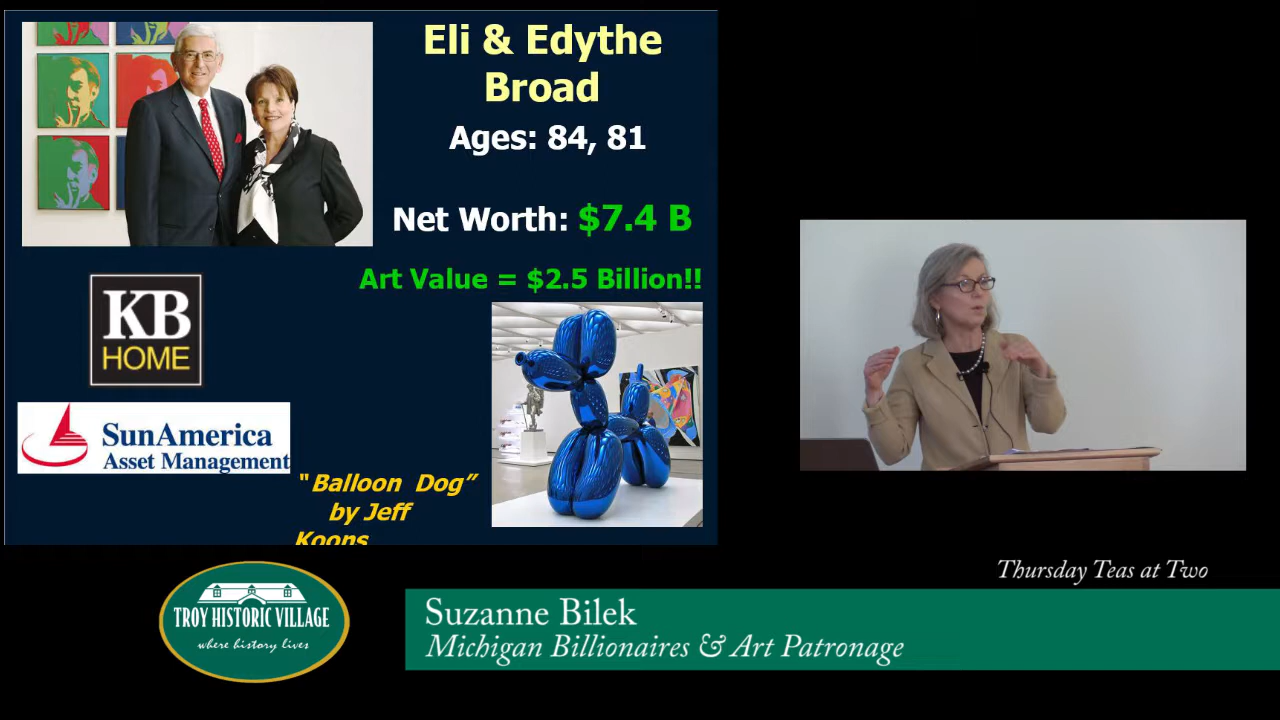 Eli & Edythe
Broad
Ages: 84, 81
Net Worth: $7.4 B
Art Value = $2.5 Billion!!
KB
HOME
SunAmerica
Asset Management
"Balloon Dog”
by Jeff
Koons
Thursday Teas at Two
TROY HISTORIC VILLAGE
where history lives
Suzanne Bilek
Michigan Billionaires & Art Patronage